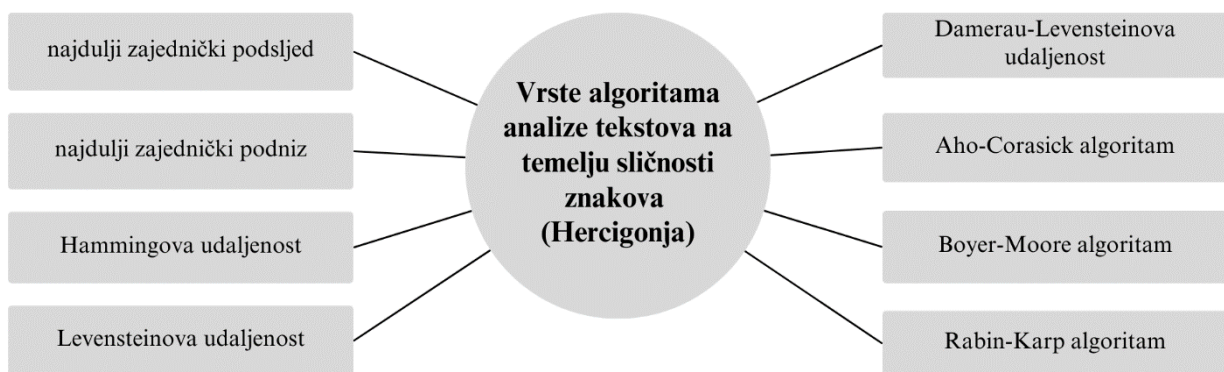 najdulji zajednički podsljed
najdulji zajednički podniz
Hammingova udaljenost
Levensteinova udaljenost
Vrste algoritama
analize tekstova na
temelju sličnosti
znakova
(Hercigonja)
Damerau-Levensteinova
udaljenost
Aho-Corasick algoritam
Boyer-Moore algoritam
Rabin-Karp algoritam